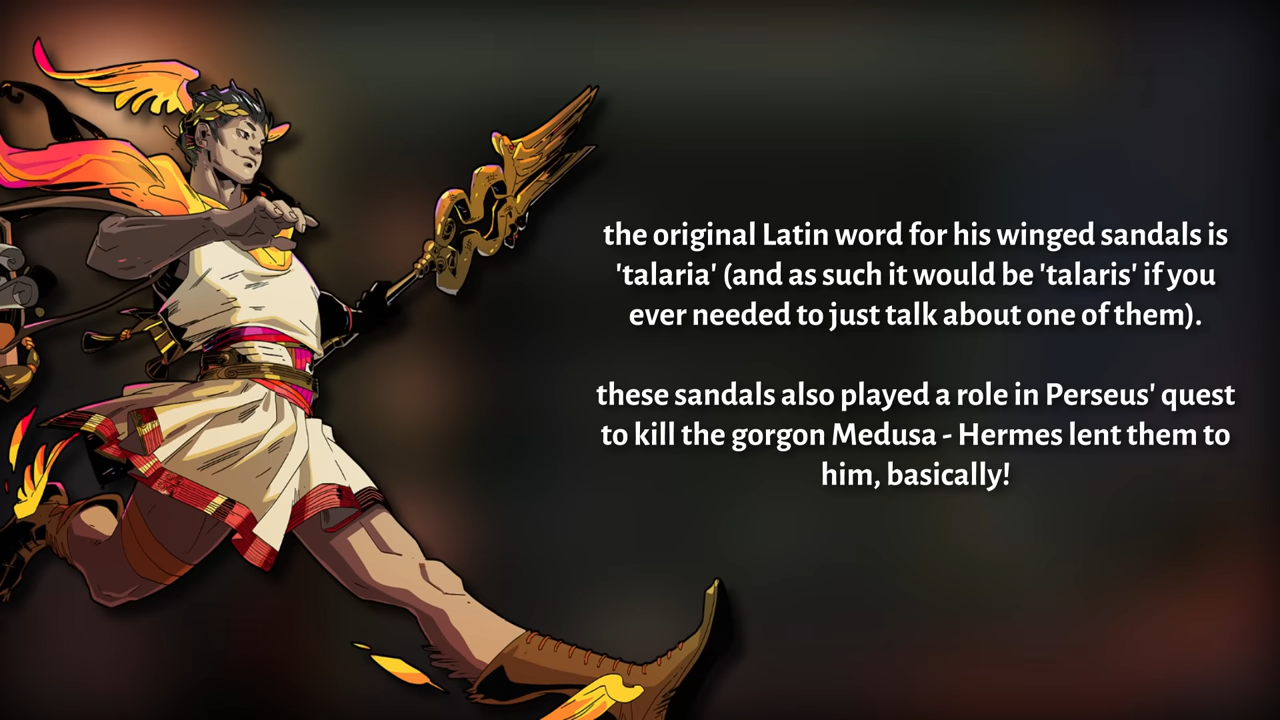 the original Latin word for his winged sandals is
'talaria' (and as such it would be 'talaris' if you
ever needed to just talk about one of them).
these sandals also played a role in Perseus' quest
to kill the gorgon Medusa - Hermes lent them to
him, basically!